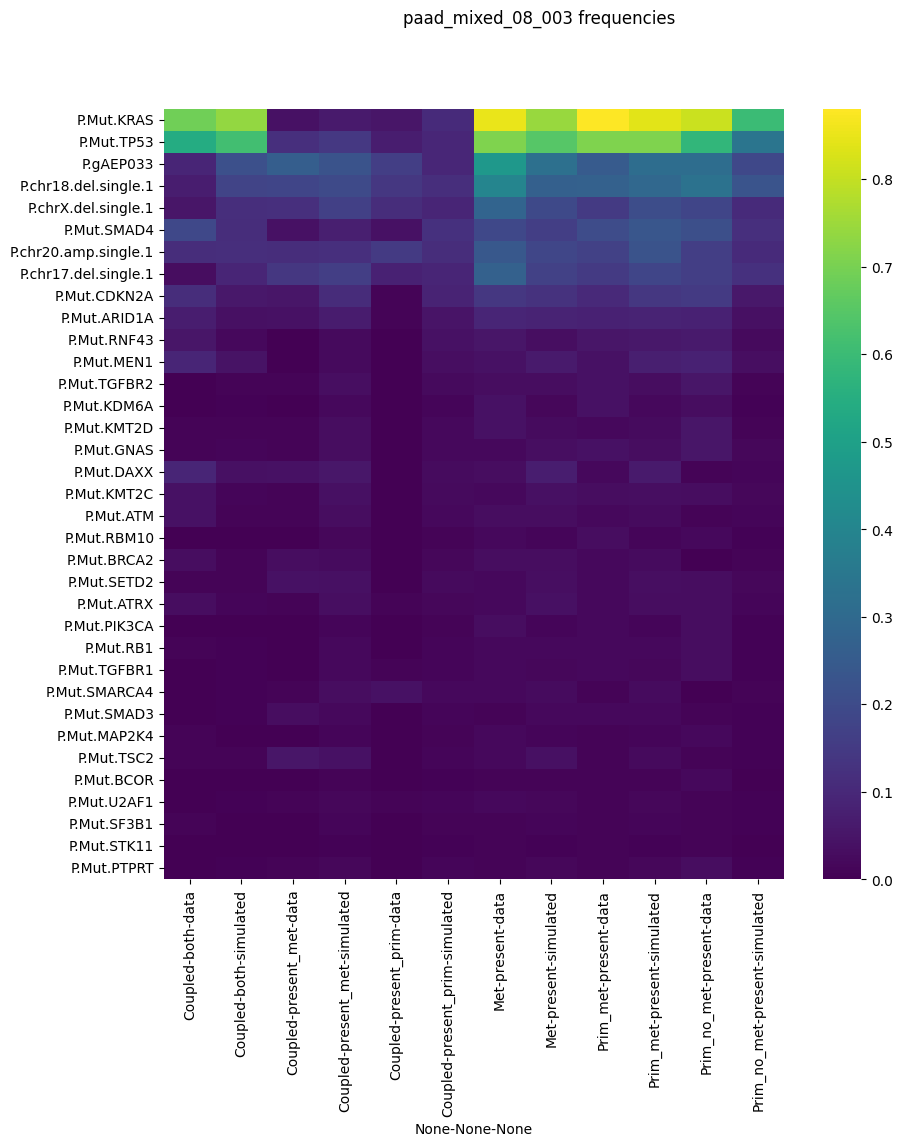 paad_mixed_08_003 frequencies
P.Mut.KRAS
P.Mut.TP53
P.gAEP033
P.chr18.del.single.1
P.chrX.del.single.1
P.Mut.SMAD4
P.chr20.amp.single.1
P.chr17.del.single.1
P.Mut.CDKN2A
P.Mut.ARID1A
P.Mut.RNF43
P.Mut.MEN1
P.Mut.TGFBR2
P.Mut.KDM6A
P.Mut.KMT2D
P.Mut.GNAS
P.Mut.DAXX
P.Mut.KMT2C
P.Mut.ATM
P.Mut.RBM10
P.Mut.BRCA2
P.Mut.SETD2
P.Mut.ATRX
P.Mut.PIK3CA
P.Mut.RB1
P.Mut.TGFBR1
P.Mut.SMARCA4
P.Mut.SMAD3
P.Mut.MAP2K4
P.Mut.TSC2
P.Mut.BCOR
P.Mut.U2AF1
P.Mut.SF3B1
P.Mut.STK11
P.Mut.PTPRT
0.8
0.7
0.6
0.5
0.4
0.3
0.2
0.1
0.0
Coupled-both-data
Coupled-both-simulated
Coupled-present_met-data
Coupled-present_met-simulated
Coupled-present_prim-data
Coupled-present_prim-simulated
Met-present-data
Met-present-simulated
Prim_met-present-data
Prim_met-present-simulated
Prim_no_met-present-data
Prim_no_met-present-simulated
None-None-None